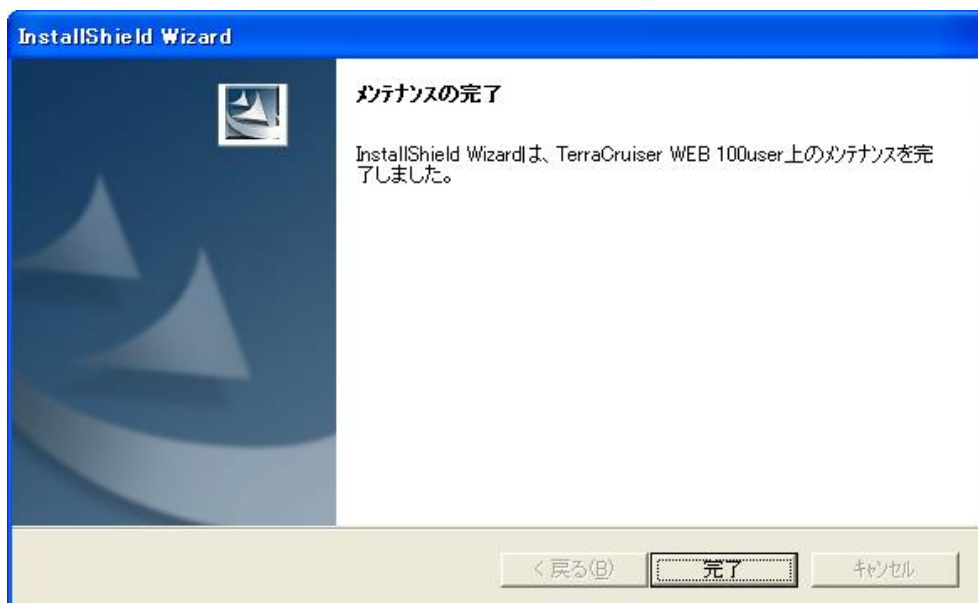 InstallShield Wizard
メンテナンスの完了
InstallShield Wizardは、TerraCruiser WEB 100user上のメンテナンスを完
了しました。
< 戻る(B)
完了
キャンセル